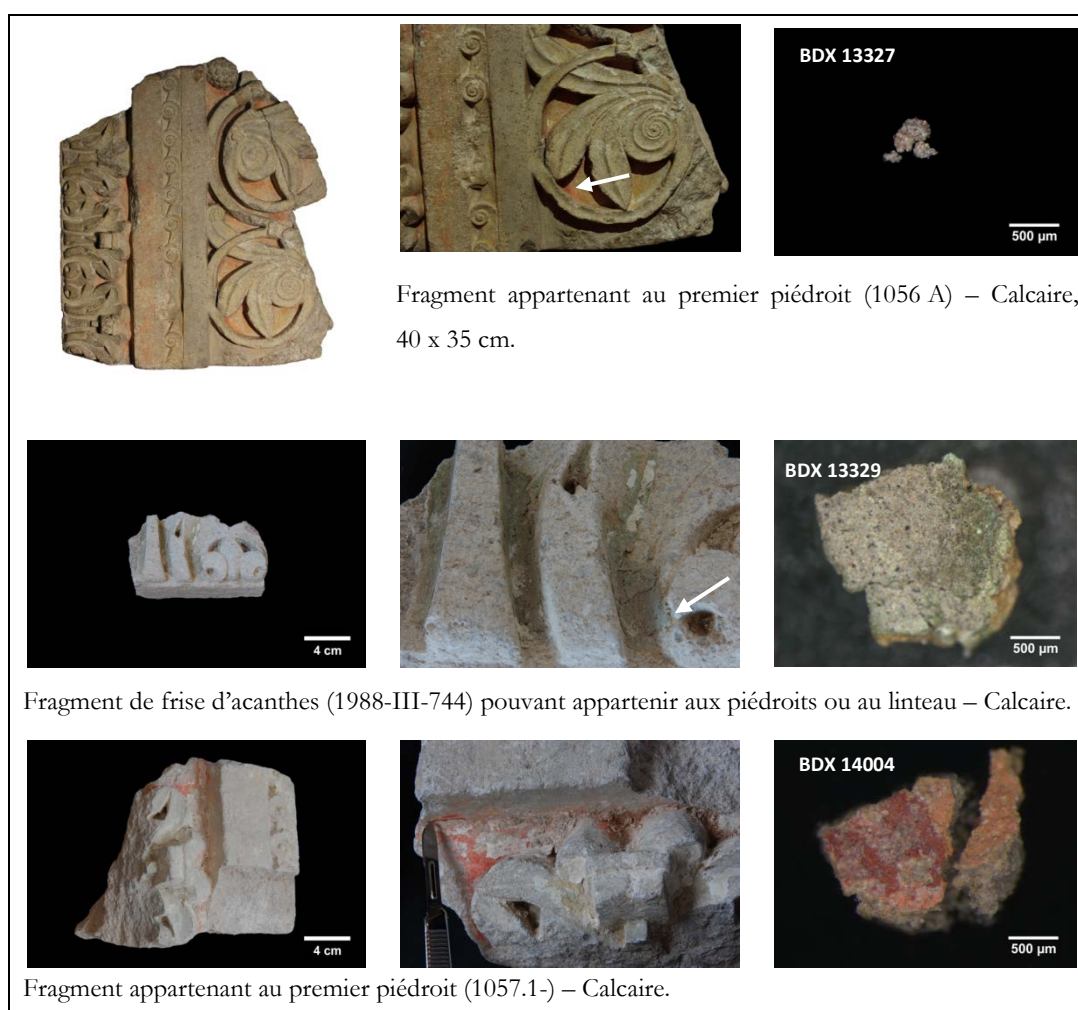 BDX 13327
500 µm
Fragment appartenant au premier piédroit (1056 A) – Calcaire,
40 x 35 cm.
4 cm
BDX 13329
500 µm
Fragment de frise d’acanthes (1988-III-744) pouvant appartenir aux piédroits ou au linteau – Calcaire.
4 cm
BDX 14004
500 µm
Fragment appartenant au premier piédroit (1057.1-) – Calcaire.